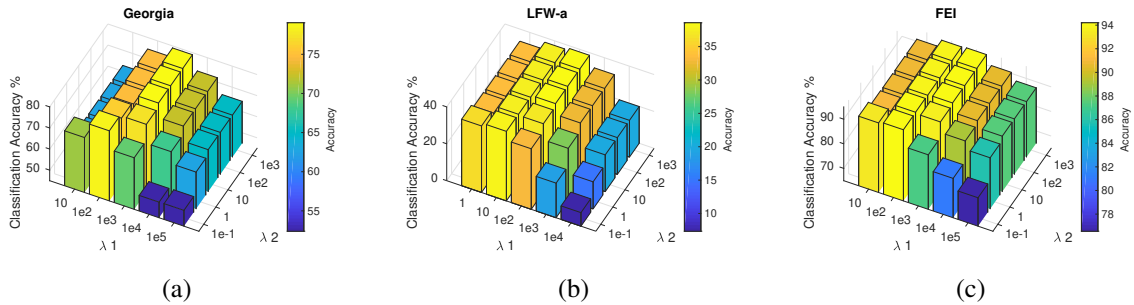 Georgia
Classification Accuracy %
80
70
60
50
10
1e2
1e3
1e4
1e5
λ 1
1e-1
1
10
1e2
1e3
λ 2
75
70
65
60
55
Accuracy
(a)
LFW-a
Classification Accuracy %
40
20
0
1
10
1e2
1e3
1e4
λ 1
1e-1
1
10
1e2
1e3
λ 2
35
30
25
20
15
10
Accuracy
(b)
FEI
Classification Accuracy %
90
80
70
10
1e2
1e3
1e4
1e5
λ 1
1e-1
1
10
1e2
1e3
λ 2
94
92
90
88
86
84
82
80
78
Accuracy
(c)